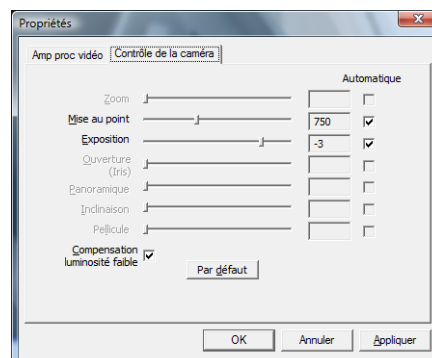 Propriétés
Amp proc vidéo
Contrôle de la caméra
Automatique
Zoom
Mise au point
750
Exposition
-3
Ouverture
(Iris)
Panoramique
Inclinaison
Pellicule
Compensation
luminosité faible
Par défaut
OK
Annuler
Appliquer